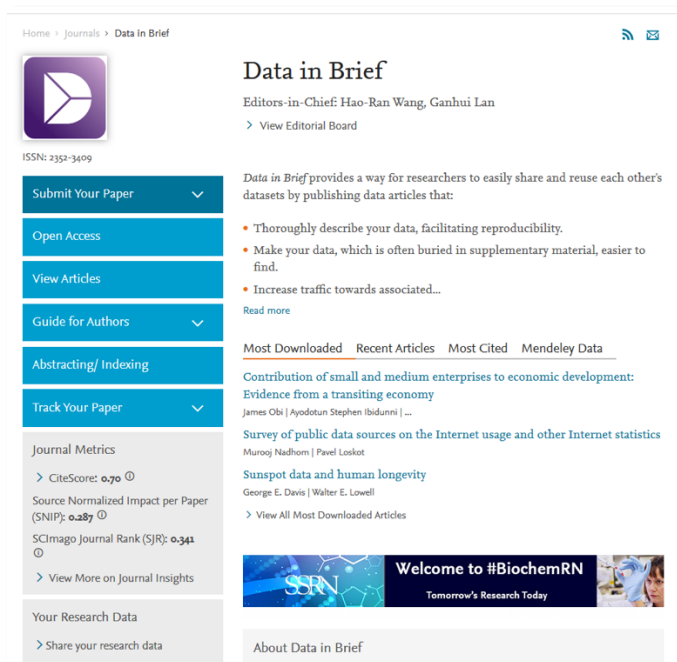 Home > Journals > Data in Brief
ISSN: 2352-3409
Submit Your Paper
Open Access
View Articles
Guide for Authors
Abstracting/ Indexing
Track Your Paper
Journal Metrics
> CiteScore: 0.70 ⓘ
Source Normalized Impact per Paper
(SNIP): 0.287 ⓘ
SCImago Journal Rank (SJR): 0.341
ⓘ
> View More on Journal Insights
Your Research Data
> Share your research data
Data in Brief
Editors-in-Chief: Hao-Ran Wang, Ganhui Lan
> View Editorial Board
Data in Brief provides a way for researchers to easily share and reuse each other's
datasets by publishing data articles that:
• Thoroughly describe your data, facilitating reproducibility.
• Make your data, which is often buried in supplementary material, easier to
find.
• Increase traffic towards associated...
Read more
Most Downloaded Recent Articles Most Cited Mendeley Data
Contribution of small and medium enterprises to economic development:
Evidence from a transiting economy
James Obi | Ayodotun Stephen Ibidunni | ...
Survey of public data sources on the Internet usage and other Internet statistics
Murooj Nadhom | Pavel Loskot
Sunspot data and human longevity
George E. Davis | Walter E. Lowell
> View All Most Downloaded Articles
SSRN
Welcome to #BiochemRN
Tomorrow's Research Today
About Data in Brief